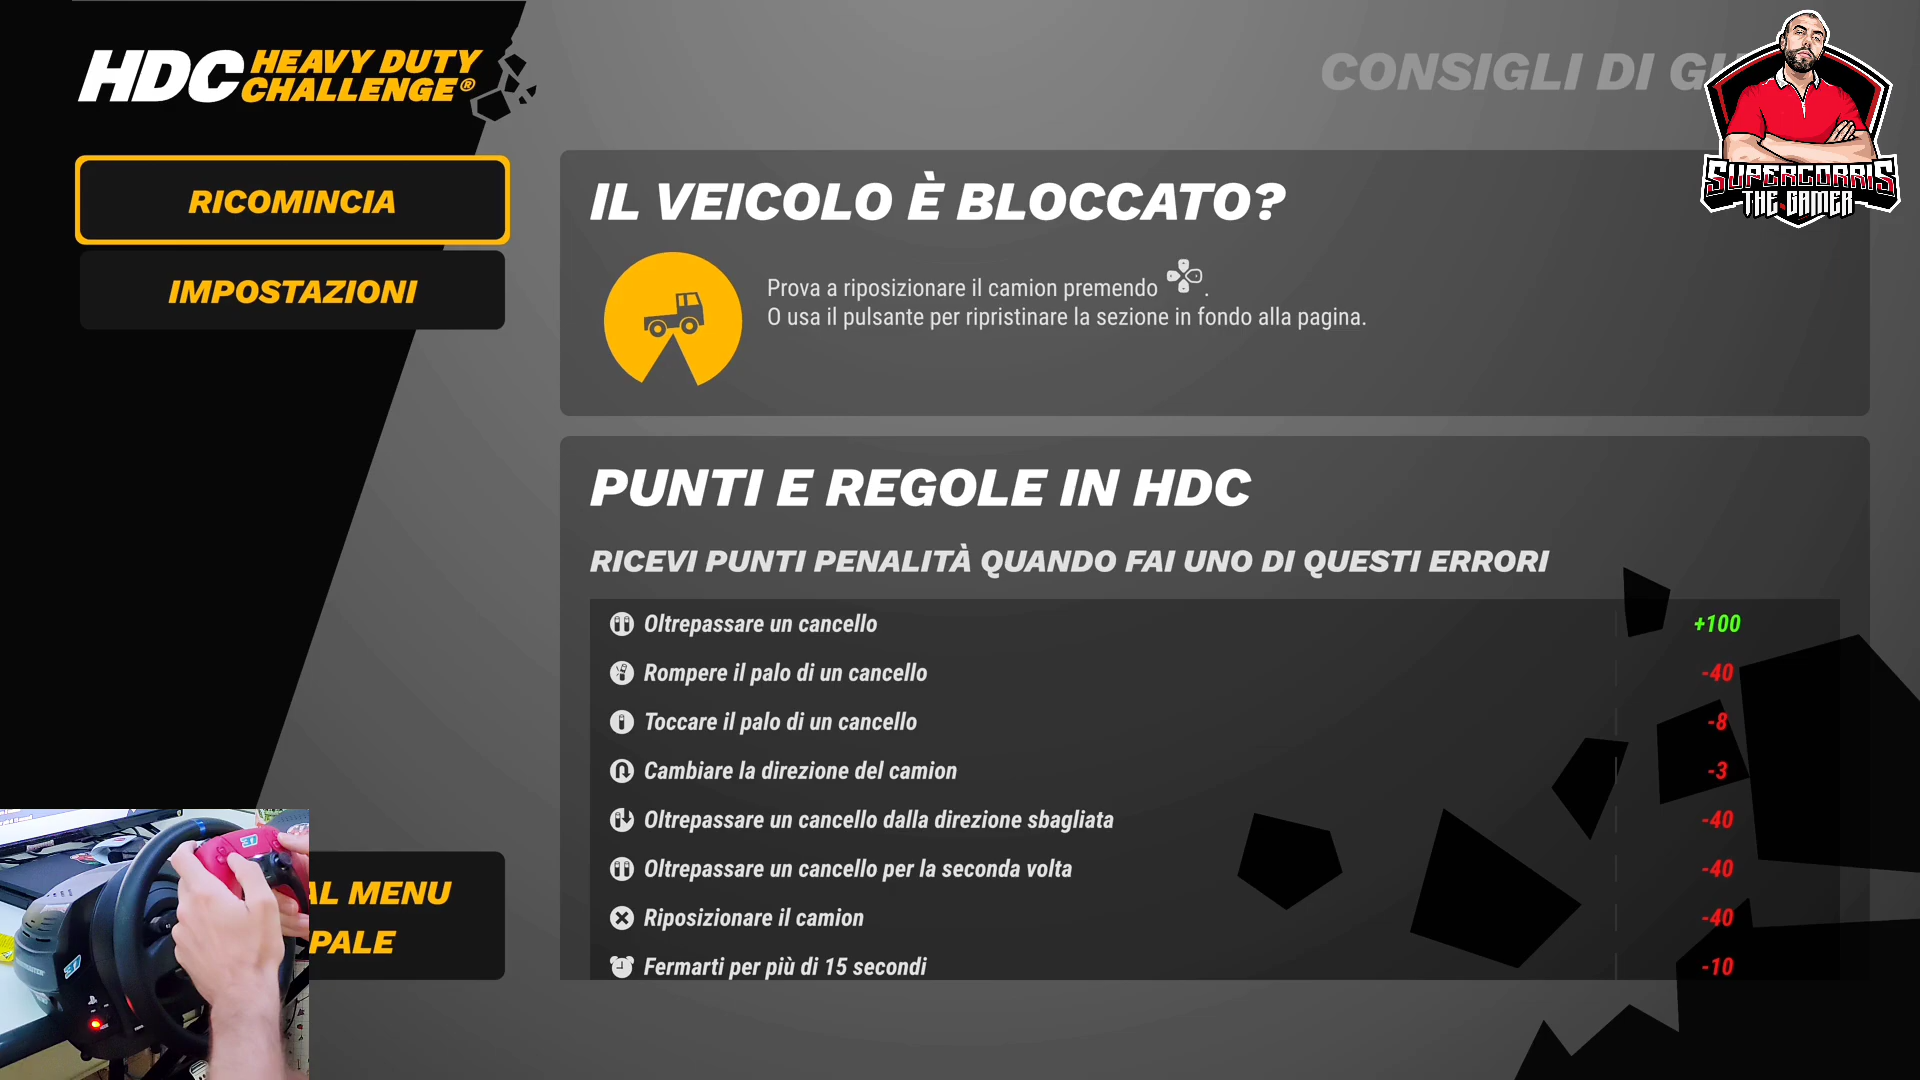 HDC HEAVY DUTY
CHALLENGE®
CONSIGLI DI
SUPERCORRIS
THE GAMER
RICOMINCIA
IMPOSTAZIONI
AL MENU
PALE
IL VEICOLO È BLOCCATO?
Prova a riposizionare il camion premendo .
O usa il pulsante per ripristinare la sezione in fondo alla pagina.
PUNTI E REGOLE IN HDC
RICEVI PUNTI PENALITÀ QUANDO FAI UNO DI QUESTI ERRORI
Oltrepassare un cancello +100
Rompere il palo di un cancello -40
Toccare il palo di un cancello -8
Cambiare la direzione del camion -3
Oltrepassare un cancello dalla direzione sbagliata -40
Oltrepassare un cancello per la seconda volta -40
Riposizionare il camion -40
Fermarti per più di 15 secondi -10